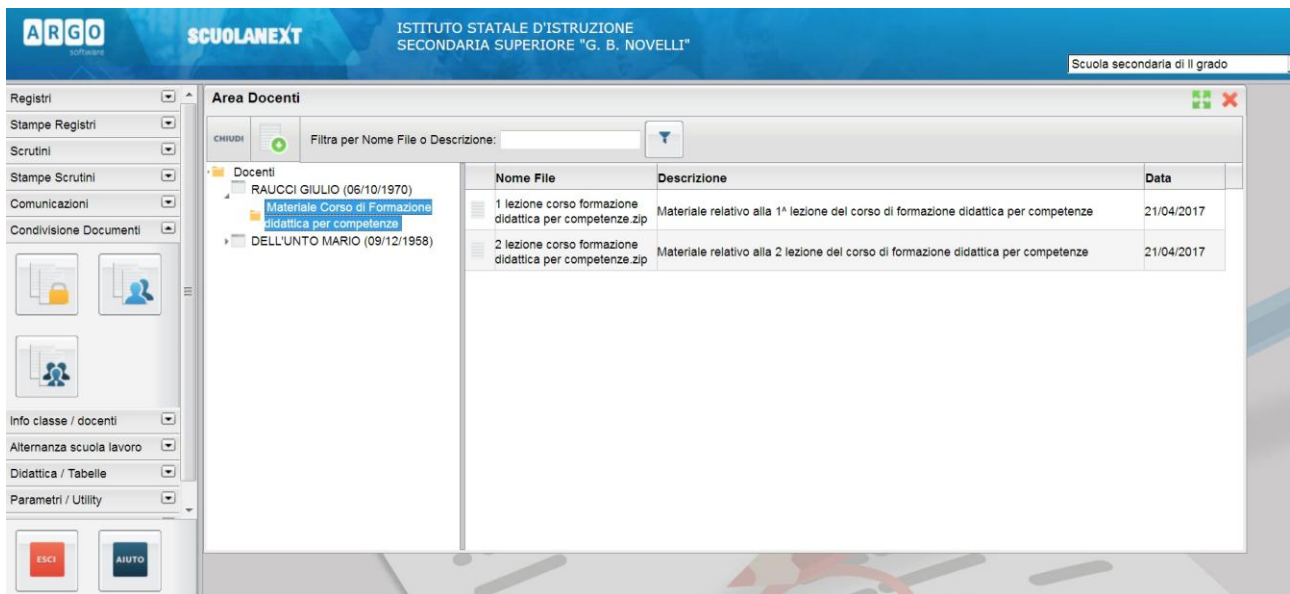 ARGO
software
SCUOLANEXT
ISTITUTO STATALE D'ISTRUZIONE
SECONDARIA SUPERIORE "G. B. NOVELLI"
Scuola secondaria di II grado
Registri
Stampe Registri
Scrutini
Stampe Scrutini
Comunicazioni
Condivisione Documenti
Info classe / docenti
Alternanza scuola lavoro
Didattica / Tabelle
Parametri / Utility
ESCI
AIUTO
Area Docenti
CHIUDI
Filtra per Nome File o Descrizione:
Docenti
RAUCCI GIULIO (06/10/1970)
Materiale Corso di Formazione
didattica per competenze
DELL'UNTO MARIO (09/12/1958)
Nome File Descrizione Data
1 lezione corso formazione
didattica per competenze.zip
Materiale relativo alla 1^ lezione del corso di formazione didattica per competenze
21/04/2017
2 lezione corso formazione
didattica per competenze.zip
Materiale relativo alla 2 lezione del corso di formazione didattica per competenze
21/04/2017